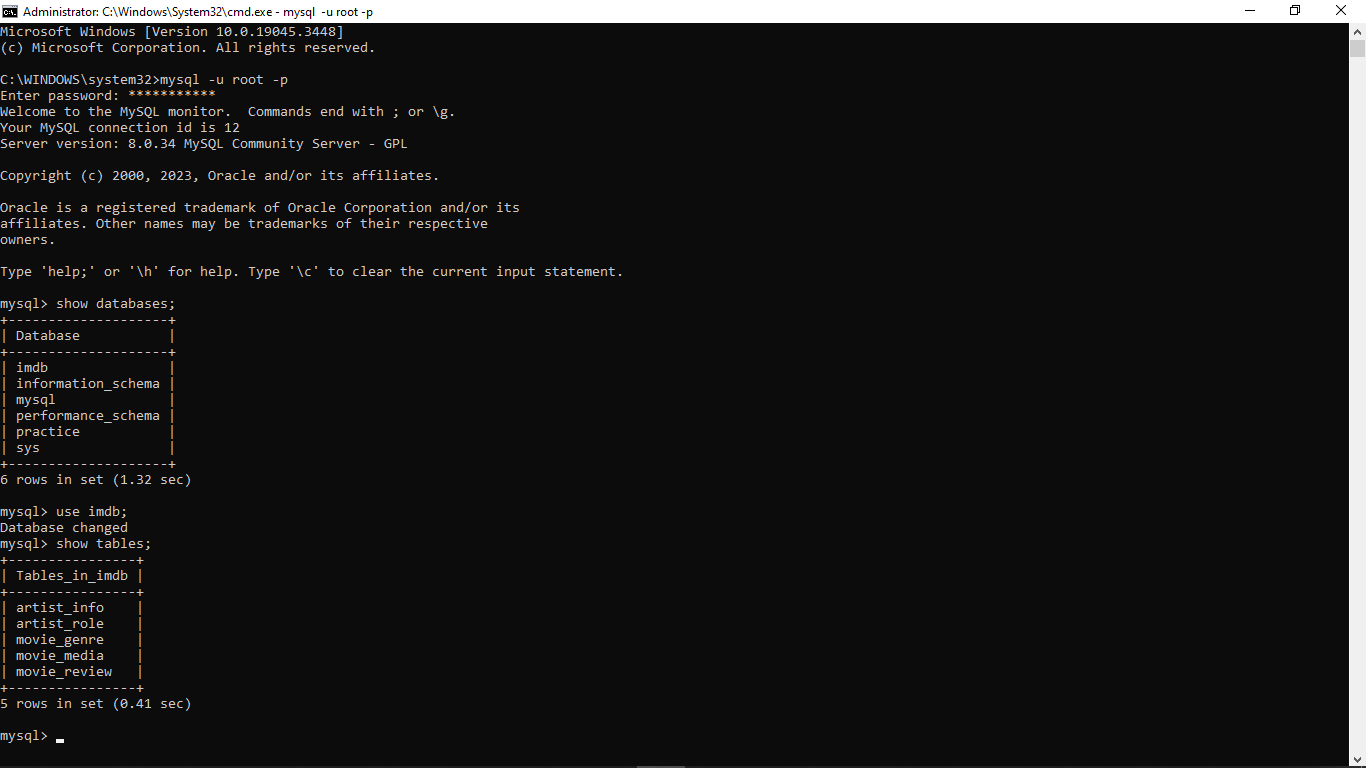 Administrator: C:\Windows\System32\cmd.exe - mysql  -u root -p
Microsoft Windows [Version 10.0.19045.3448]
(c) Microsoft Corporation. All rights reserved.
C:\WINDOWS\system32>mysql -u root -p
Enter password: ***********
Welcome to the MySQL monitor.  Commands end with ; or \g.
Your MySQL connection id is 12
Server version: 8.0.34 MySQL Community Server - GPL
Copyright (c) 2000, 2023, Oracle and/or its affiliates.
Oracle is a registered trademark of Oracle Corporation and/or its
affiliates. Other names may be trademarks of their respective
owners.
Type 'help;' or '\h' for help. Type '\c' to clear the current input statement.
mysql> show databases;
+--------------------+
| Database           |
+--------------------+
| imdb               |
| information_schema |
| mysql              |
| performance_schema |
| practice           |
| sys                |
+--------------------+
6 rows in set (1.32 sec)
mysql> use imdb;
Database changed
mysql> show tables;
+----------------+
| Tables_in_imdb |
+----------------+
| artist_info    |
| artist_role    |
| movie_genre    |
| movie_media    |
| movie_review   |
+----------------+
5 rows in set (0.41 sec)
mysql>